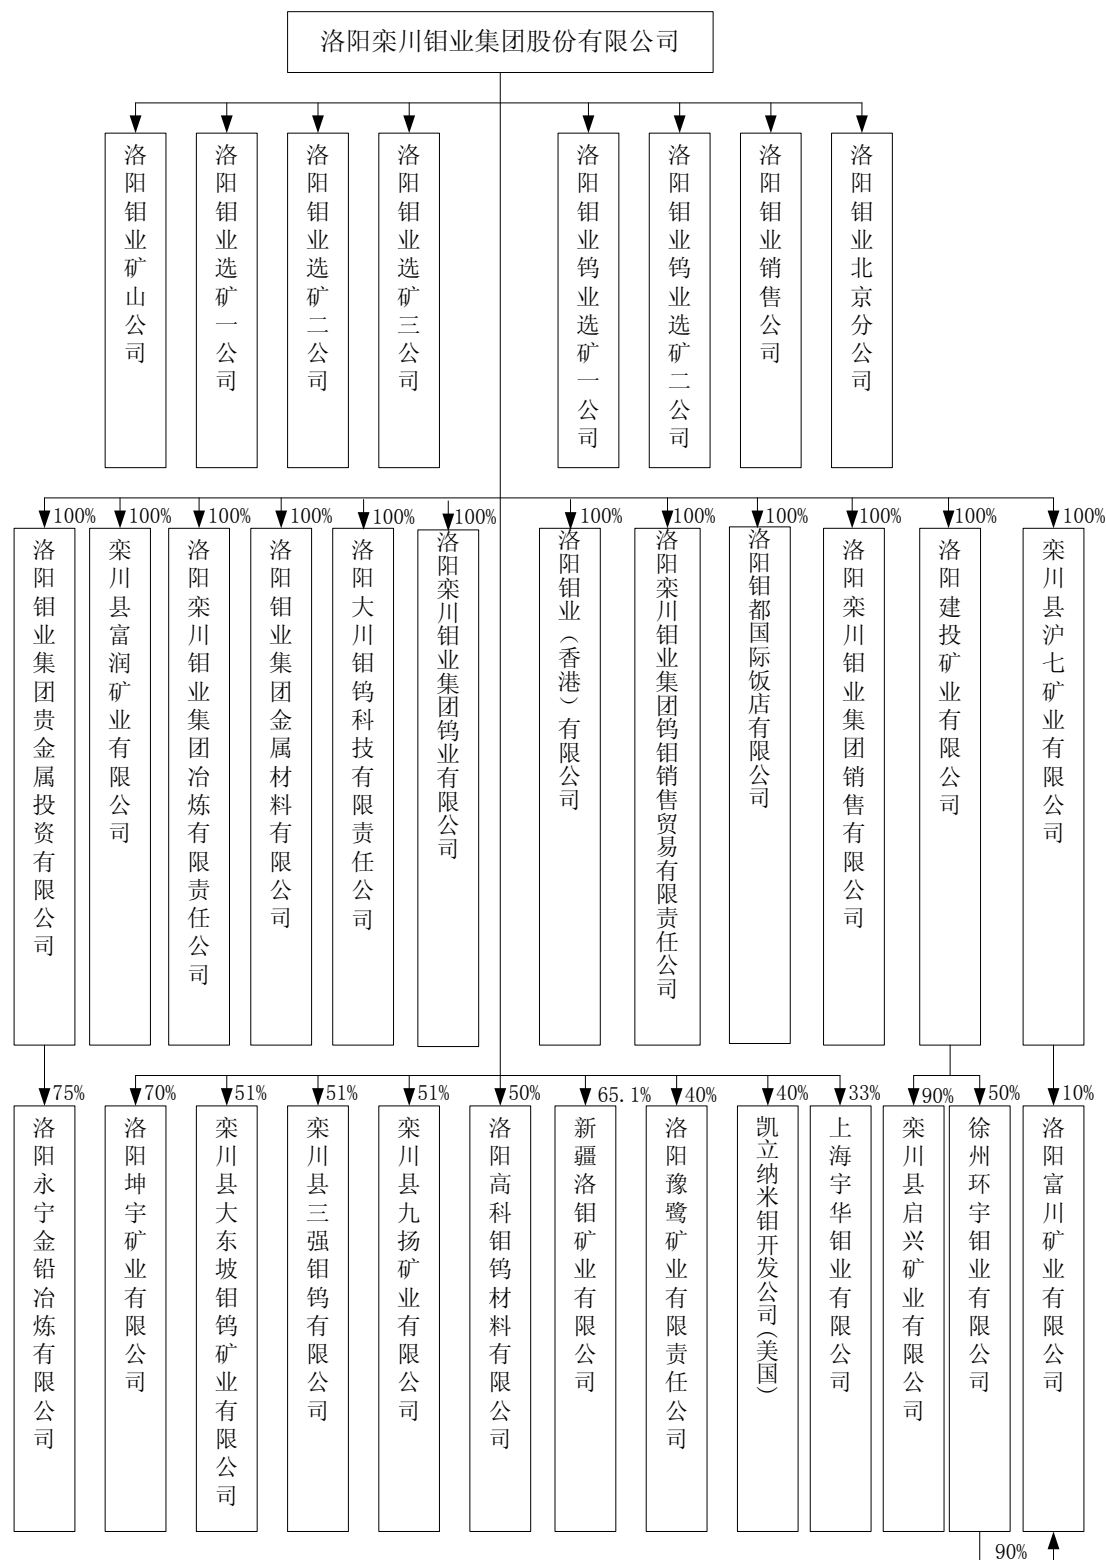 洛阳栾川钼业集团股份有限公司
洛阳钼业矿山公司
洛阳钼业选矿一公司
洛阳钼业选矿二公司
洛阳钼业选矿三公司
洛阳钼业钨业选矿一公司
洛阳钼业钨业选矿二公司
洛阳钼业销售公司
洛阳钼业北京分公司
100%
100%
100%
100%
100%
100%
100%
100%
100%
100%
100%
100%
洛阳钼业集团贵金属投资有限公司
栾川县富润矿业有限公司
洛阳栾川钼业集团冶炼有限责任公司
洛阳钼业集团金属材料有限公司
洛阳大川钼钨科技有限责任公司
洛阳栾川钼业集团钨业有限公司
洛阳钼业（香港）有限公司
洛阳栾川钼业集团钨钼销售贸易有限责任公司
洛阳钼都国际饭店有限公司
洛阳栾川钼业集团销售有限公司
洛阳建投矿业有限公司
栾川县沪七矿业有限公司
75%
70%
51%
51%
51%
50%
65.1%
40%
40%
33%
90%
50%
10%
洛阳永宁金铅冶炼有限公司
洛阳坤宇矿业有限公司
栾川县大东坡钼钨矿业有限公司
栾川县三强钼钨有限公司
栾川县九扬矿业有限公司
洛阳高科钼钨材料有限公司
新疆洛钼矿业有限公司
洛阳豫鹭矿业有限责任公司
凯立纳米钼开发公司(美国)
上海宇华钼业有限公司
栾川县启兴矿业有限公司
徐州环宇钼业有限公司
洛阳富川矿业有限公司
90%